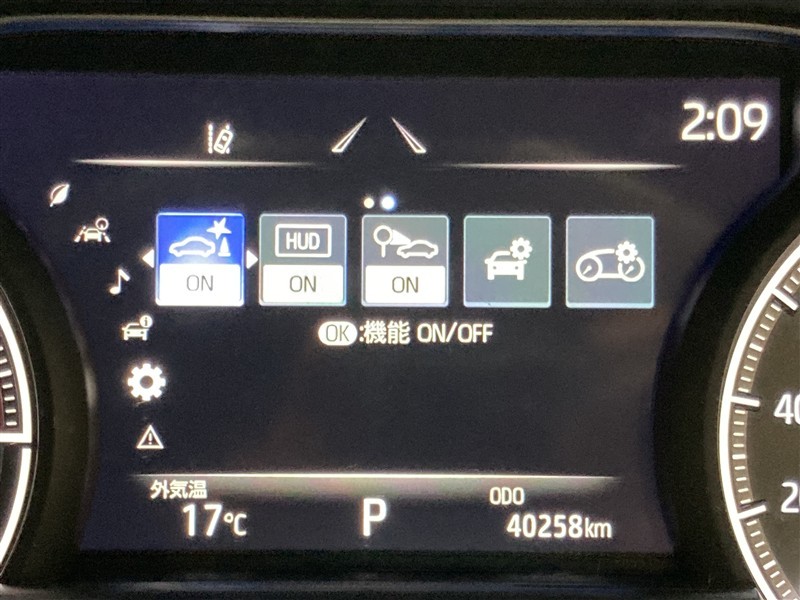 2:09
HUD
ON
ON
ON
OK:機能 ON/OFF
外気温
17℃
P
ODO
40258km
40